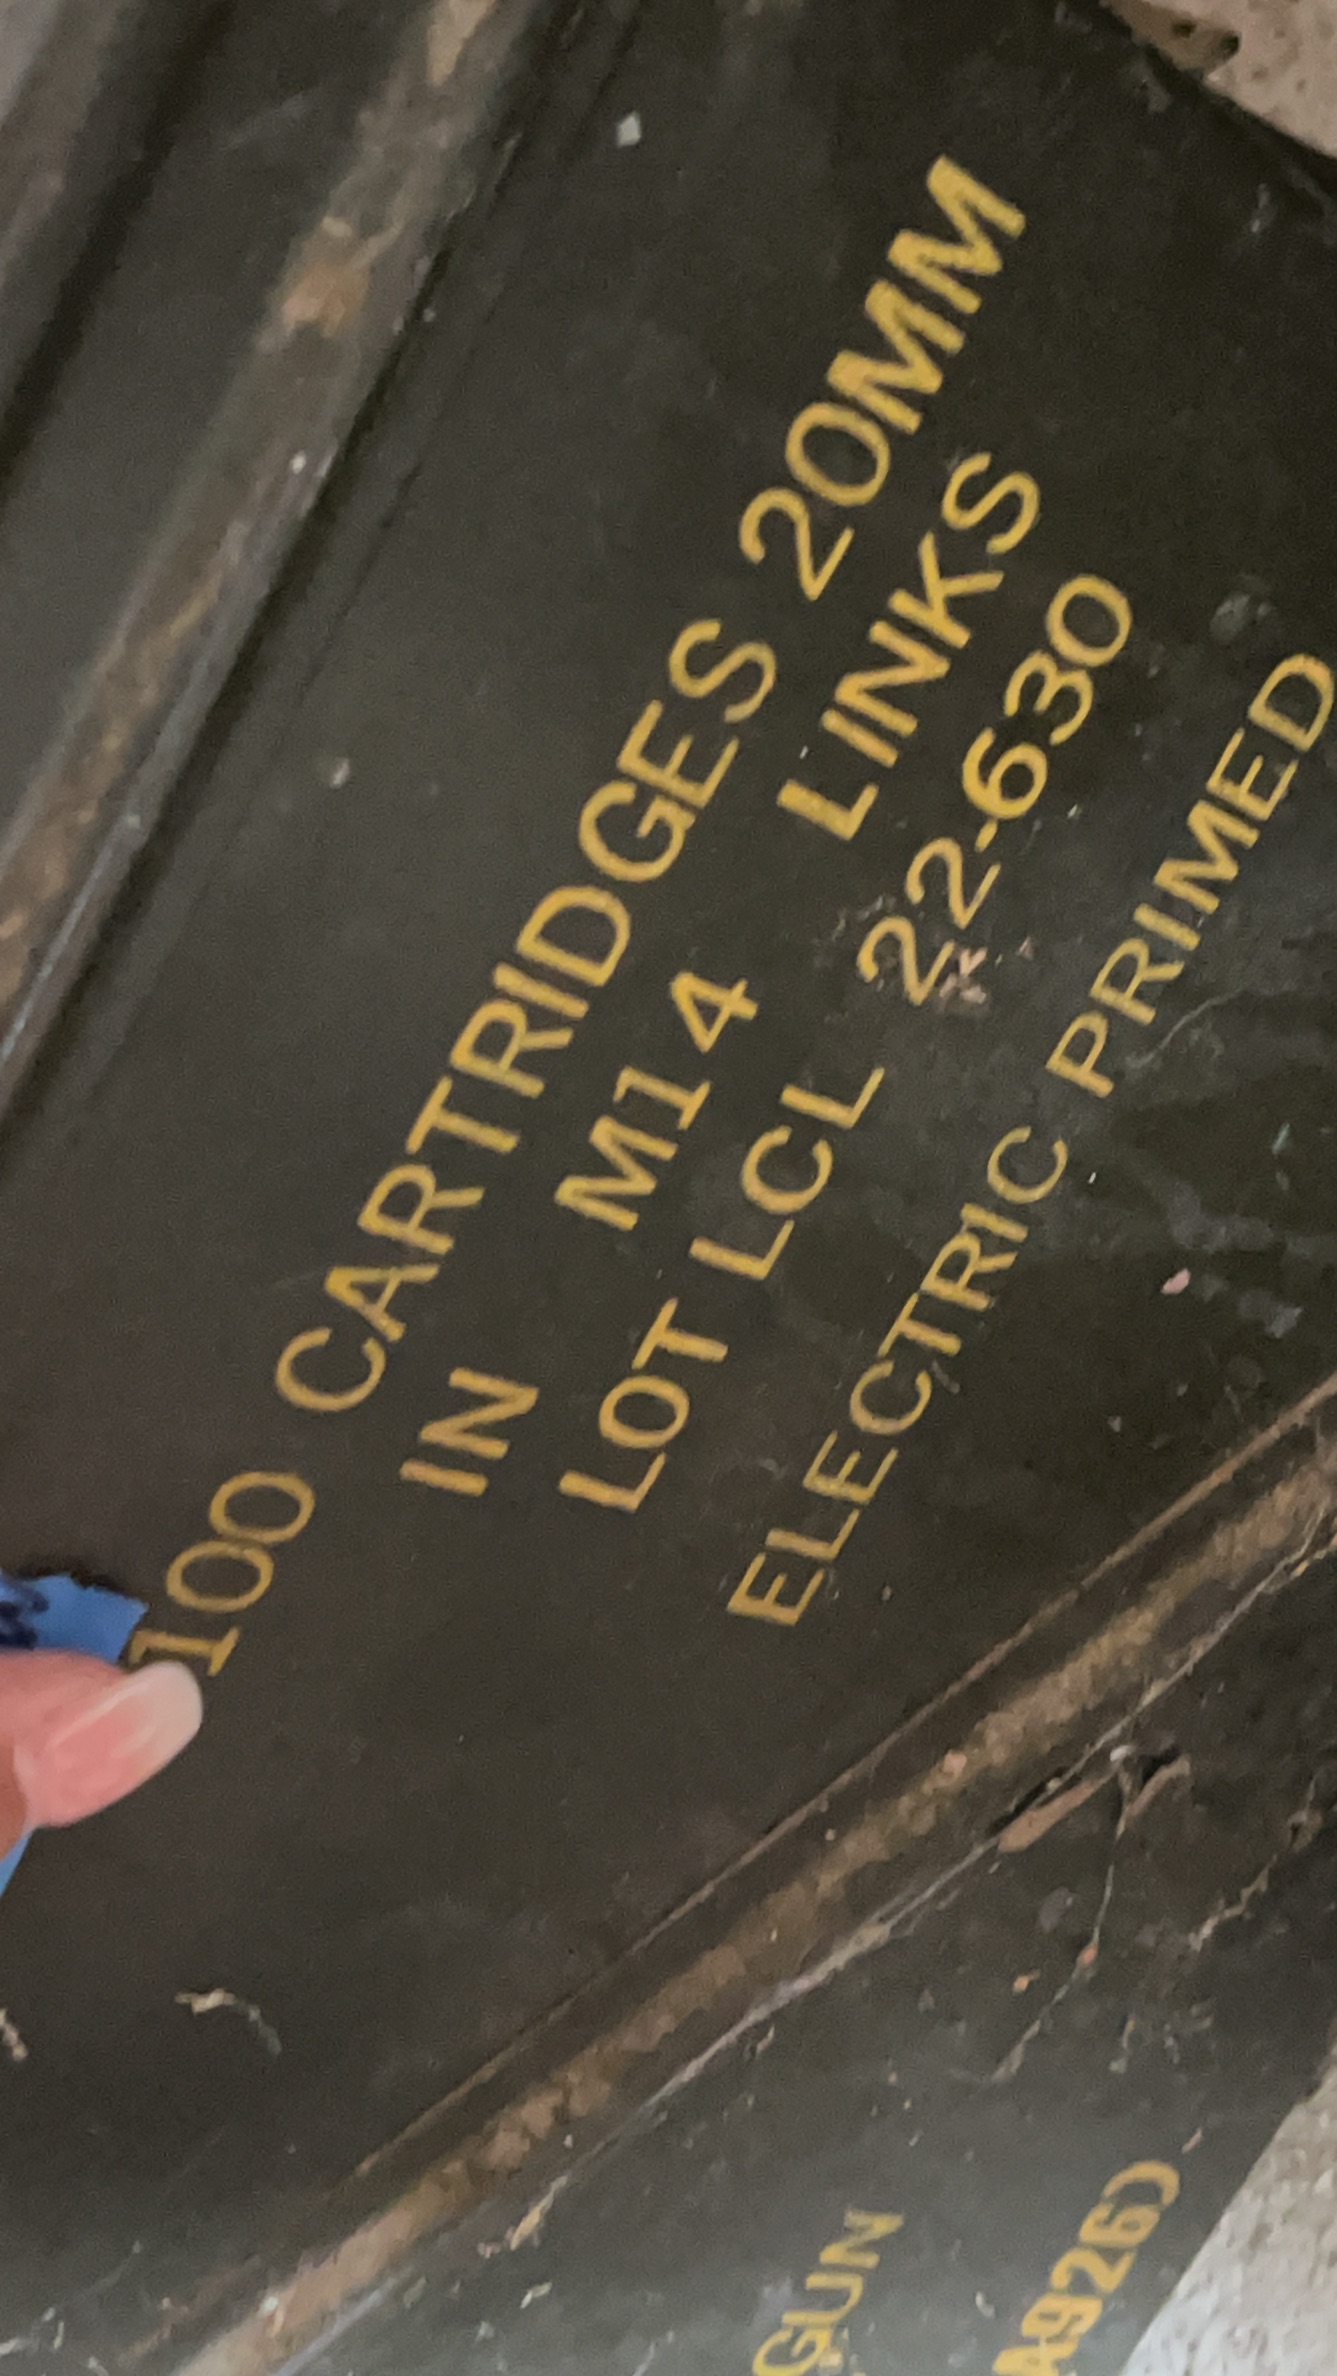 100 CARTRIDGES 20MM
IN M14 LINKS
LOT LCL 22-630
ELECTRIC PRIMED
GUN
A926)